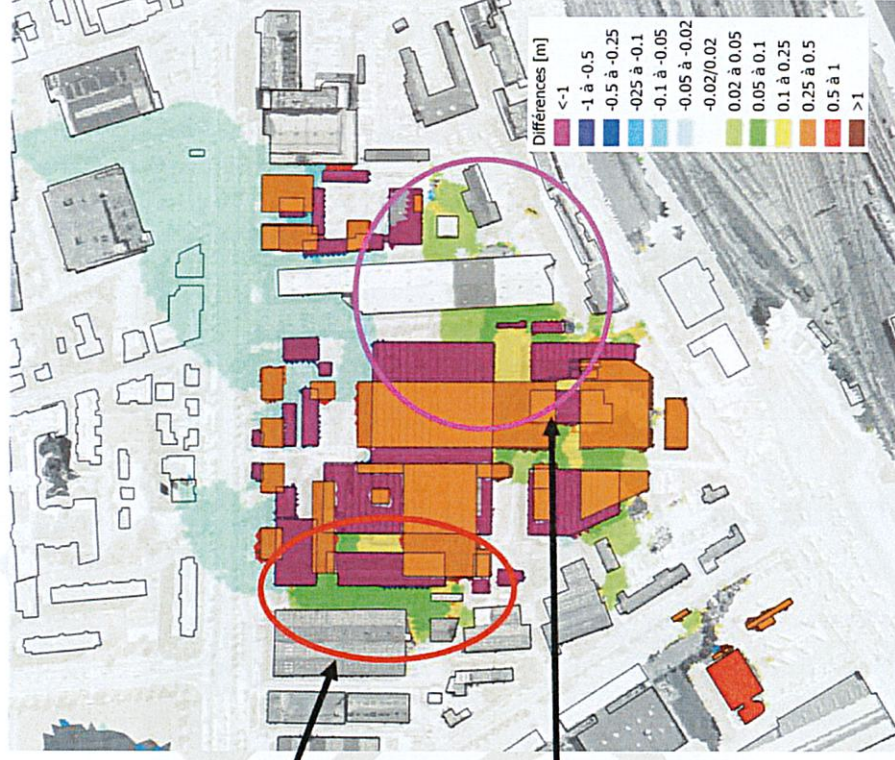 Différences [m]
<-1
-1 à -0.5
-0.5 à -0.25
-025 à -0.1
-0.1 à -0.05
-0.05 à -0.02
-0.02/0.02
0.02 à 0.05
0.05 à 0.1
0.1 à 0.25
0.25 à 0.5
0.5 à 1
>1